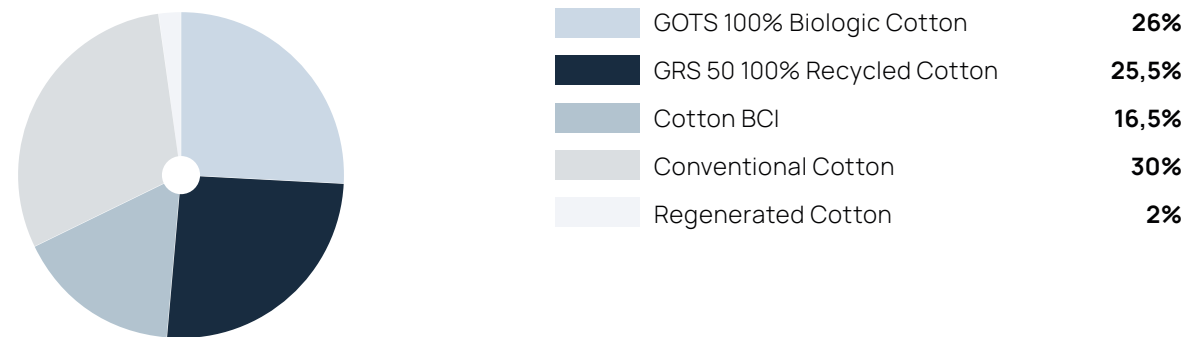 GOTS 100% Biologic Cotton 26%
GRS 50 100% Recycled Cotton 25,5%
Cotton BCI 16,5%
Conventional Cotton 30%
Regenerated Cotton 2%